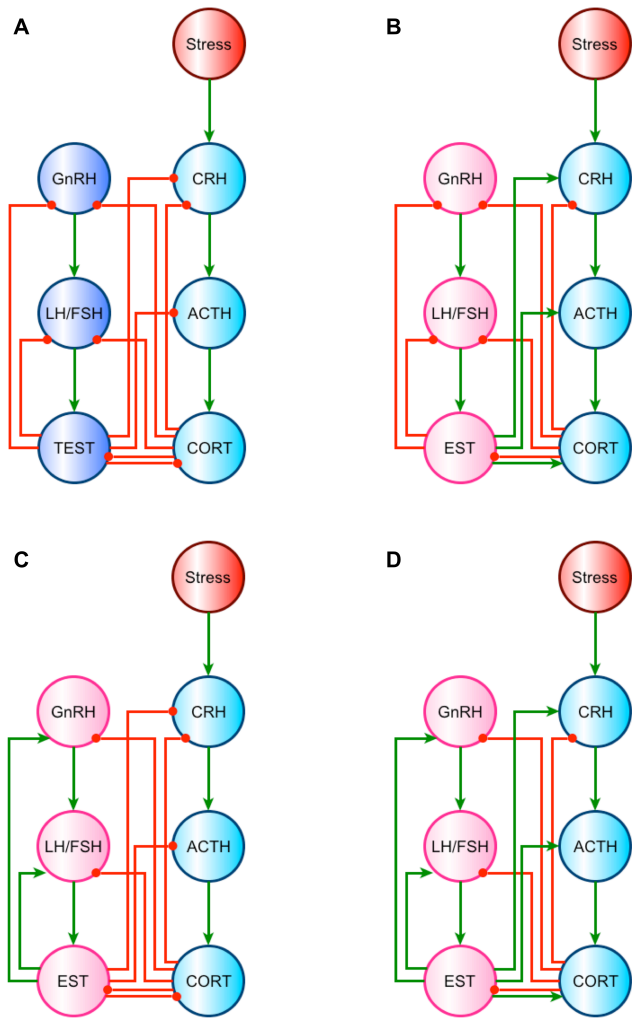 A
Stress
GnRH
CRH
LH/FSH
ACTH
TEST
CORT
B
Stress
GnRH
CRH
LH/FSH
ACTH
EST
CORT
C
Stress
GnRH
CRH
LH/FSH
ACTH
EST
CORT
D
Stress
GnRH
CRH
LH/FSH
ACTH
EST
CORT